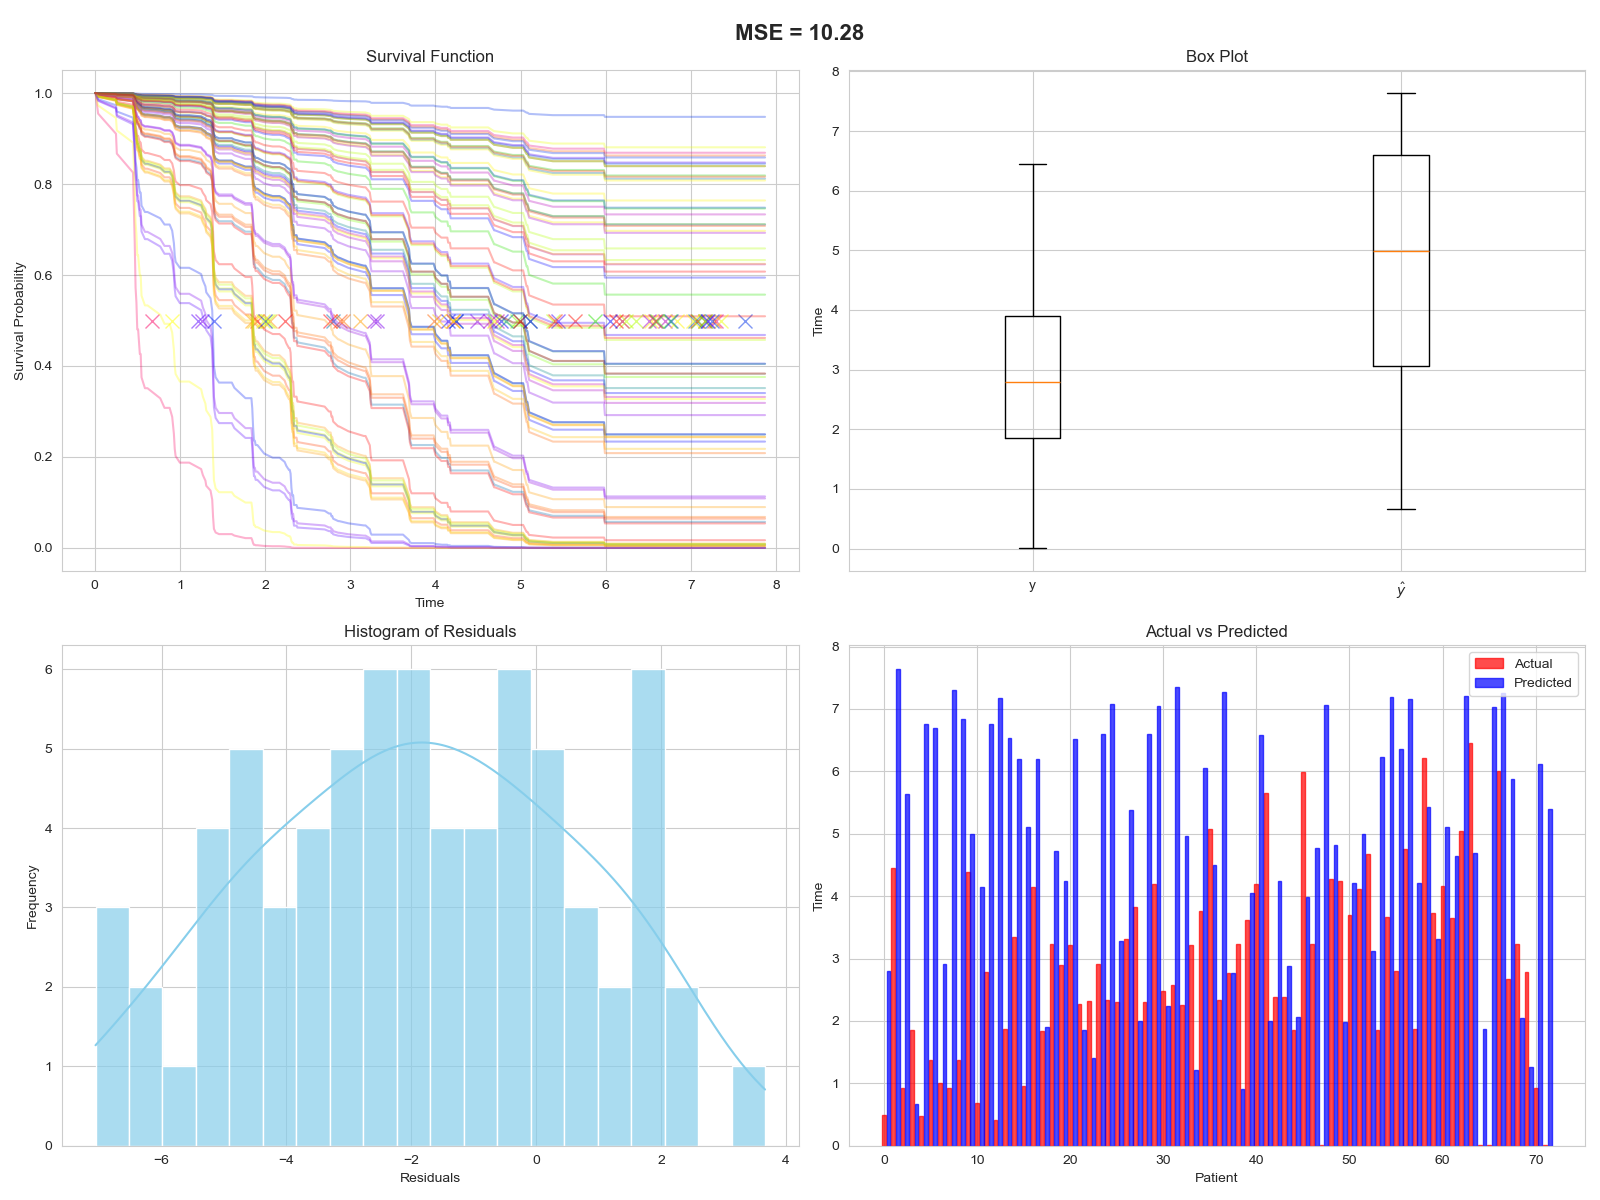 MSE = 10.28
Survival Function
Survival Probability
1.0
0.8
0.6
0.4
0.2
0.0
0 1 2 3 4 5 6 7 8
Time
Box Plot
Time
8
7
6
5
4
3
2
1
0
y ŷ
Histogram of Residuals
Frequency
6
5
4
3
2
1
0
−6 −4 −2 0 2 4
Residuals
Actual vs Predicted
Time
8
7
6
5
4
3
2
1
0
Actual
Predicted
0 10 20 30 40 50 60 70
Patient